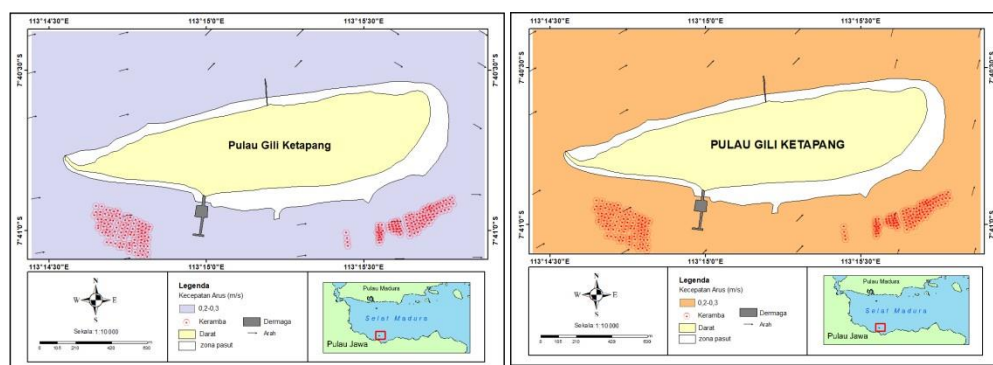 113°14'30"E 113°15'0"E 113°15'30"E
7°40'30"S 7°40'30"S
Pulau Gili Ketapang
7°41'0"S 7°41'0"S
113°14'30"E 113°15'0"E 113°15'30"E
N
W E
S
Skala 1:10.000
Legenda
Kecepatan Arus (m/s)
0,2-0,3
Keramba
Darat
zona pasut
Dermaga
Arah
Pulau Madura
Selat Madura
Pulau Jawa
113°14'30"E 113°15'0"E 113°15'30"E
7°40'30"S 7°40'30"S
PULAU GILI KETAPANG
7°41'0"S 7°41'0"S
113°14'30"E 113°15'0"E 113°15'30"E
N
W E
S
Skala 1:10.000
Legenda
Kecepatan Arus (m/s)
0,2-0,3
Keramba
Darat
zona pasut
Dermaga
Arah
Pulau Madura
Selat Madura
Pulau Jawa